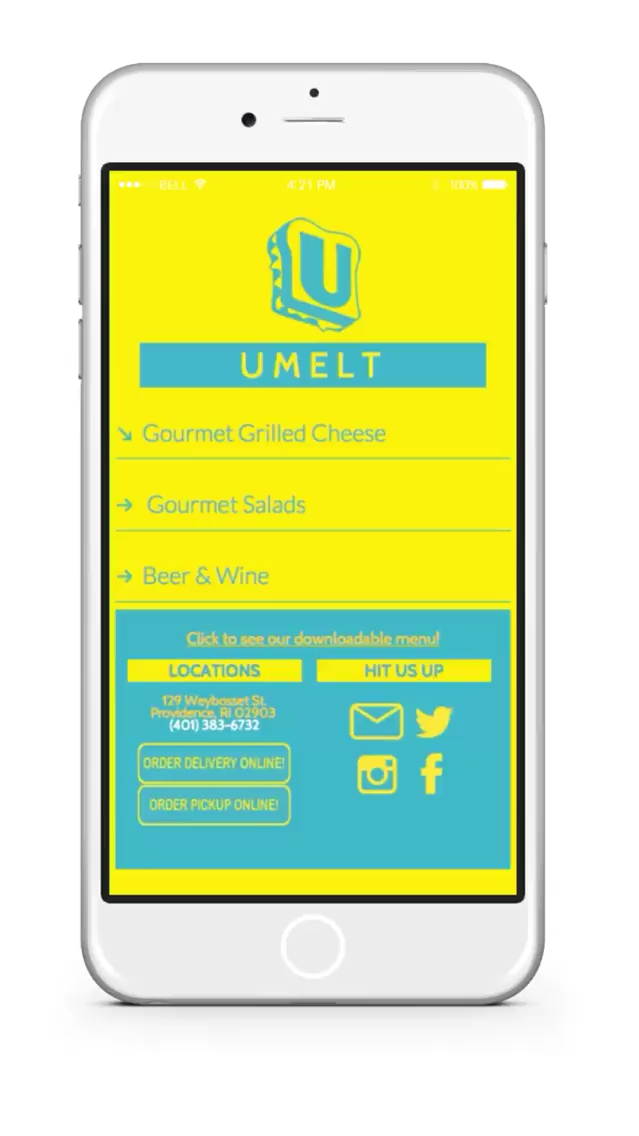 BELL 4:21 PM 100%
U
UMELT
Gourmet Grilled Cheese
Gourmet Salads
Beer & Wine
Click to see our downloadable menu!
LOCATIONS
129 Weybosset St.
Providence, RI 02903
(401) 383-6732
ORDER DELIVERY ONLINE!
ORDER PICKUP ONLINE!
HIT US UP